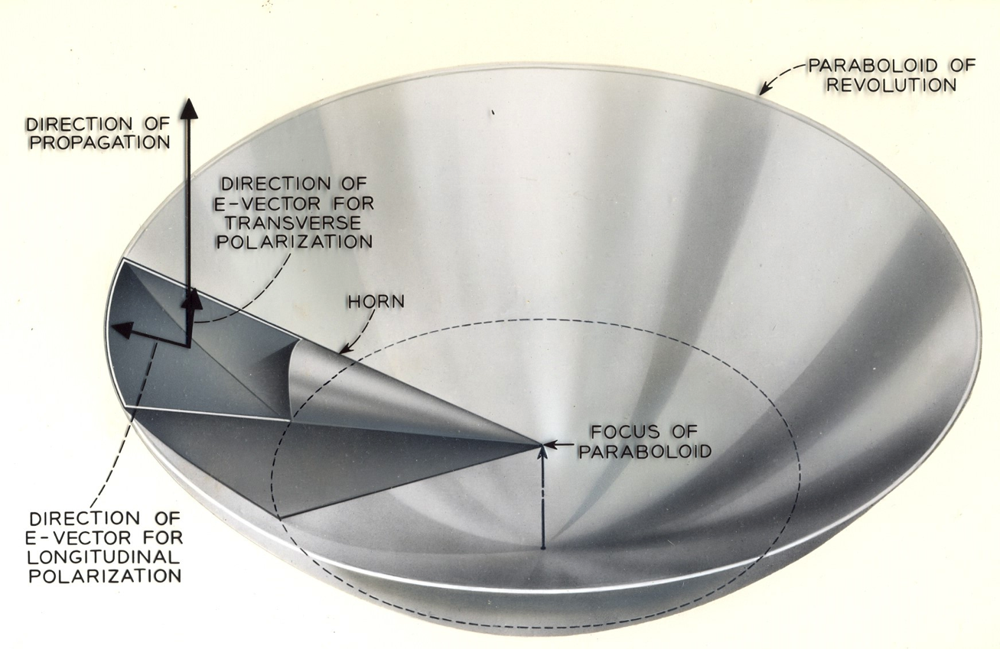 PARABOLOID OF
REVOLUTION
DIRECTION OF
PROPAGATION
DIRECTION OF
E-VECTOR FOR
TRANSVERSE
POLARIZATION
HORN
FOCUS OF
PARABOLOID
DIRECTION OF
E-VECTOR FOR
LONGITUDINAL
POLARIZATION